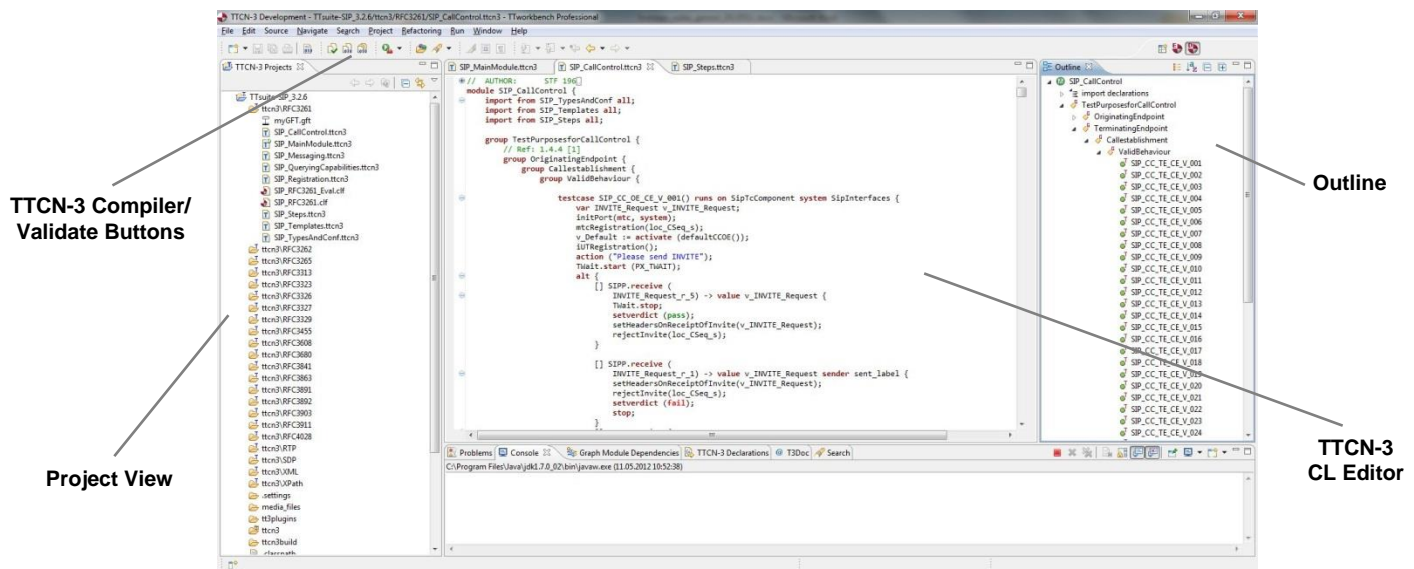 TTCN-3 Development - TTsuite-SIP_3.2.6/ttcn3/RFC3261/SIP_CallControl.ttcn3 - TTworkbench Professional
File Edit Source Navigate Search Project Refactoring Run Window Help
TTCN-3 Projects
TTsuite-SIP_3.2.6
ttcn3\RFC3261
myGFT.gft
SIP_CallControl.ttcn3
SIP_MainModule.ttcn3
SIP_Messaging.ttcn3
SIP_QueryingCapabilities.ttcn3
SIP_Registration.ttcn3
SIP_RFC3261_Eval.clf
SIP_RFC3261.clf
SIP_Steps.ttcn3
SIP_Templates.ttcn3
SIP_TypesAndConf.ttcn3
ttcn3\RFC3262
ttcn3\RFC3265
ttcn3\RFC3313
ttcn3\RFC3323
ttcn3\RFC3326
ttcn3\RFC3327
ttcn3\RFC3329
ttcn3\RFC3455
ttcn3\RFC3608
ttcn3\RFC3680
ttcn3\RFC3841
ttcn3\RFC3863
ttcn3\RFC3891
ttcn3\RFC3892
ttcn3\RFC3903
ttcn3\RFC3911
ttcn3\RFC4028
ttcn3\RTP
ttcn3\SDP
ttcn3\XML
ttcn3\XPath
.settings
media_files
tt3plugins
ttcn3
ttcn3build
.classpath
SIP_MainModule.ttcn3 SIP_CallControl.ttcn3 SIP_Steps.ttcn3
// AUTHOR: STF 196
module SIP_CallControl {
import from SIP_TypesAndConf all;
import from SIP_Templates all;
import from SIP_Steps all;
group TestPurposesforCallControl {
// Ref: 1.4.4 [1]
group OriginatingEndpoint {
group Callestablishment {
group ValidBehaviour {
testcase SIP_CC_OE_CE_V_001() runs on SipTcComponent system SipInterfaces {
var INVITE_Request v_INVITE_Request;
initPort(mtc, system);
mtcRegistration(loc_CSeq_s);
v_Default := activate (defaultCCOE());
iUTRegistration();
action ("Please send INVITE");
TWait.start (PX_TWAIT);
alt {
[] SIPP.receive (
INVITE_Request_r_5) -> value v_INVITE_Request {
TWait.stop;
setverdict (pass);
setHeadersOnReceiptOfInvite(v_INVITE_Request);
rejectInvite(loc_CSeq_s);
}
[] SIPP.receive (
INVITE_Request_r_1) -> value v_INVITE_Request sender sent_label {
setHeadersOnReceiptOfInvite(v_INVITE_Request);
rejectInvite(loc_CSeq_s);
setverdict (fail);
stop;
}
Outline
SIP_CallControl
import declarations
TestPurposesforCallControl
OriginatingEndpoint
TerminatingEndpoint
Callestablishment
ValidBehaviour
SIP_CC_TE_CE_V_001
SIP_CC_TE_CE_V_002
SIP_CC_TE_CE_V_003
SIP_CC_TE_CE_V_004
SIP_CC_TE_CE_V_005
SIP_CC_TE_CE_V_006
SIP_CC_TE_CE_V_007
SIP_CC_TE_CE_V_008
SIP_CC_TE_CE_V_009
SIP_CC_TE_CE_V_010
SIP_CC_TE_CE_V_011
SIP_CC_TE_CE_V_012
SIP_CC_TE_CE_V_013
SIP_CC_TE_CE_V_014
SIP_CC_TE_CE_V_015
SIP_CC_TE_CE_V_016
SIP_CC_TE_CE_V_017
SIP_CC_TE_CE_V_018
SIP_CC_TE_CE_V_019
SIP_CC_TE_CE_V_020
SIP_CC_TE_CE_V_021
SIP_CC_TE_CE_V_022
SIP_CC_TE_CE_V_023
SIP_CC_TE_CE_V_024
Problems Console Graph Module Dependencies TTCN-3 Declarations T3Doc Search
C:\Program Files\Java\jdk1.7.0_02\bin\javaw.exe (11.05.2012 10:52:38)
TTCN-3 Compiler/
Validate Buttons
Project View
Outline
TTCN-3
CL Editor